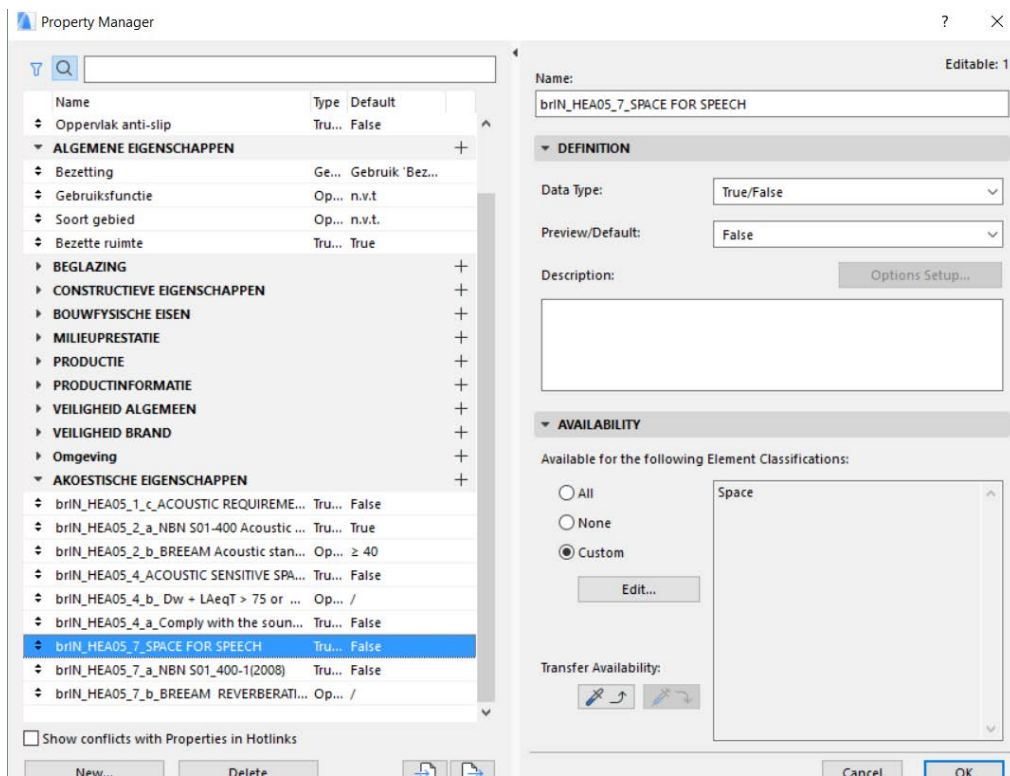 Property Manager
?
Name Type Default
Oppervlak anti-slip Tru... False
ALGEMENE EIGENSCHAPPEN
Bezetting Ge... Gebruik 'Bez...
Gebruiksfunctie Op... n.v.t
Soort gebied Op... n.v.t.
Bezette ruimte Tru... True
BEGLAZING
CONSTRUCTIEVE EIGENSCHAPPEN
BOUWFYSISCHE EISEN
MILIEUPRESTATIE
PRODUCTIE
PRODUCTINFORMATIE
VEILIGHEID ALGEMEEN
VEILIGHEID BRAND
Omgeving
AKOESTISCHE EIGENSCHAPPEN
brIN_HEA05_1_c_ACOUSTIC REQUIREME... Tru... False
brIN_HEA05_2_a_NBN S01-400 Acoustic ... Tru... True
brIN_HEA05_2_b_BREEAM Acoustic stan... Op... ≥ 40
brIN_HEA05_4_ACOUSTIC SENSITIVE SPA... Tru... False
brIN_HEA05_4_b_ Dw + LAeqT > 75 or ... Op... /
brIN_HEA05_4_a_Comply with the soun... Tru... False
brIN_HEA05_7_SPACE FOR SPEECH Tru... False
brIN_HEA05_7_a_NBN S01_400-1(2008) Tru... False
brIN_HEA05_7_b_BREEAM REVERBERATI... Op... /
Show conflicts with Properties in Hotlinks
New... Delete
Editable: 1
Name:
brIN_HEA05_7_SPACE FOR SPEECH
DEFINITION
Data Type: True/False
Preview/Default: False
Description: Options Setup...
AVAILABILITY
Available for the following Element Classifications:
All
None
Custom
Edit...
Space
Transfer Availability:
Cancel OK